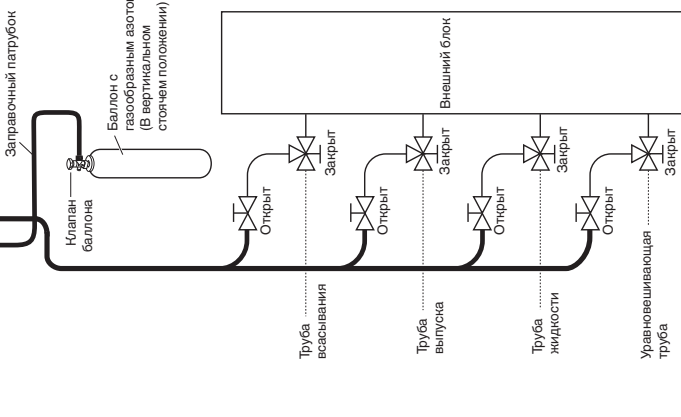 Заправочный патрубок
Баллон с
газообразным азотом
(В вертикальном
стоячем положении)
Клапан
баллона
Внешний блок
Закрыт
Закрыт
Закрыт
Закрыт
Открыт
Открыт
Открыт
Открыт
Труба
всасывания
Труба
выпуска
Труба
жидкости
Уравновешивающая
труба